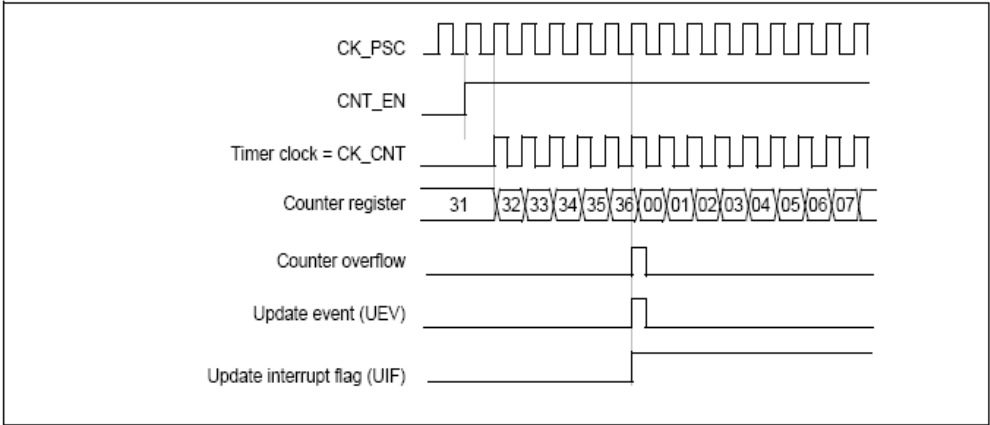 CK_PSC
CNT_EN
Timer clock = CK_CNT
Counter register 31 32 33 34 35 36 00 01 02 03 04 05 06 07
Counter overflow
Update event (UEV)
Update interrupt flag (UIF)